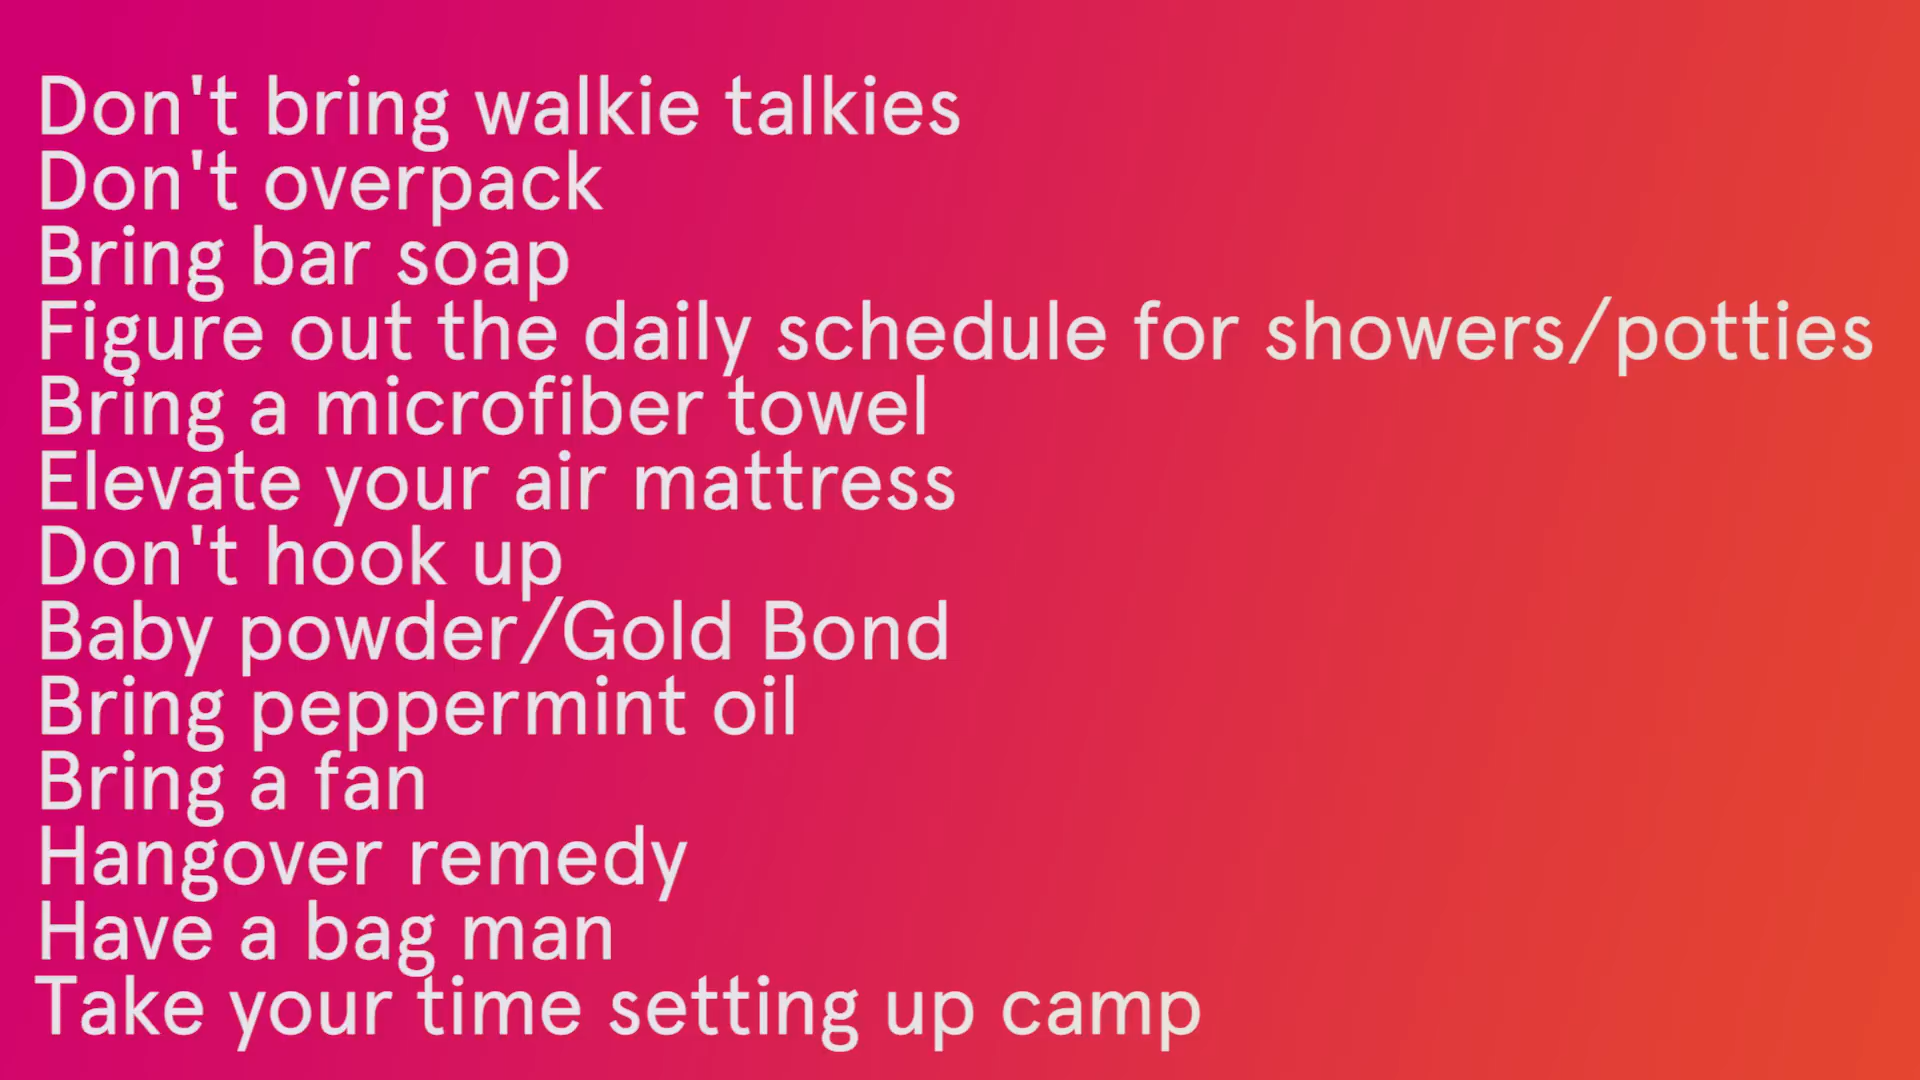 Don't bring walkie talkies
Don't overpack
Bring bar soap
Figure out the daily schedule for showers/potties
Bring a microfiber towel
Elevate your air mattress
Don't hook up
Baby powder/Gold Bond
Bring peppermint oil
Bring a fan
Hangover remedy
Have a bag man
Take your time setting up camp